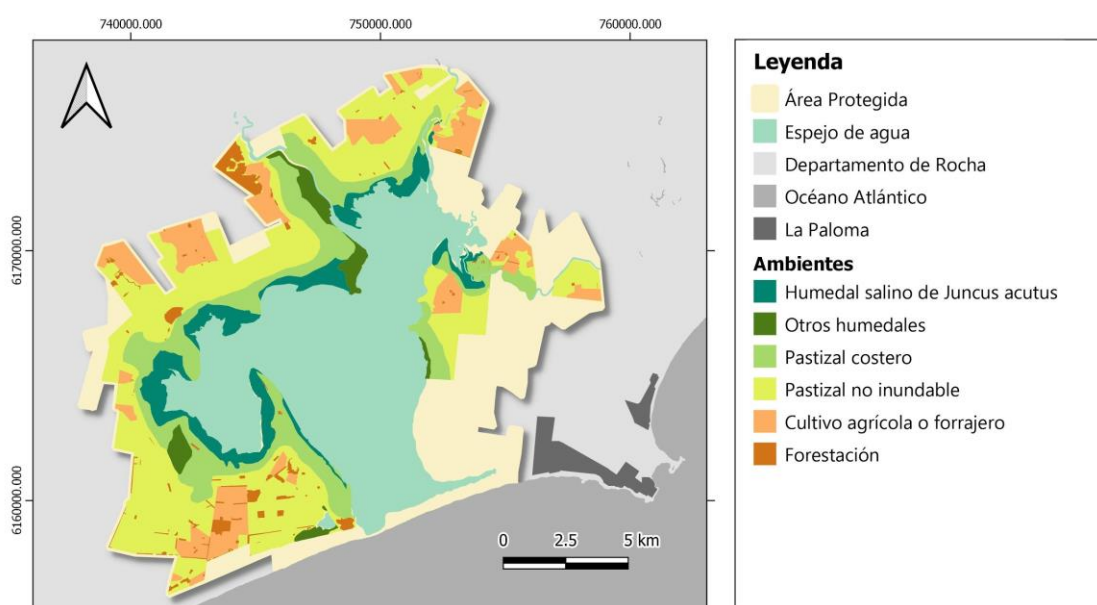 740000.000
750000.000
760000.000
6170000.000
6160000.000
0 2.5 5 km
Leyenda
Área Protegida
Espejo de agua
Departamento de Rocha
Océano Atlántico
La Paloma
Ambientes
Humedal salino de Juncus acutus
Otros humedales
Pastizal costero
Pastizal no inundable
Cultivo agrícola o forrajero
Forestación